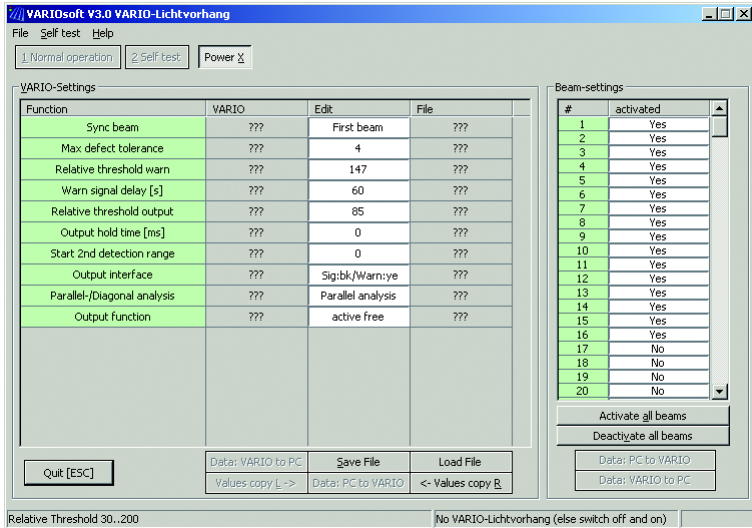 VARIOsoft V3.0 VARIO-Lichtvorhang
File Self test Help
1 Normal operation 2 Self test Power X
VARIO-Settings
Function VARIO Edit File
Sync beam ??? First beam ???
Max defect tolerance ??? 4 ???
Relative threshold warn ??? 147 ???
Warn signal delay [s] ??? 60 ???
Relative threshold output ??? 85 ???
Output hold time [ms] ??? 0 ???
Start 2nd detection range ??? 0 ???
Output interface ??? Sig:bk/Warn:ye ???
Parallel-/Diagonal analysis ??? Parallel analysis ???
Output function ??? active free ???
Quit [ESC]
Data: VARIO to PC Save File Load File
Values copy L -> Data: PC to VARIO <- Values copy R
Beam-settings
# activated
1 Yes
2 Yes
3 Yes
4 Yes
5 Yes
6 Yes
7 Yes
8 Yes
9 Yes
10 Yes
11 Yes
12 Yes
13 Yes
14 Yes
15 Yes
16 Yes
17 No
18 No
19 No
20 No
Activate all beams
Deactivate all beams
Data: PC to VARIO
Data: VARIO to PC
Relative Threshold 30..200 No VARIO-Lichtvorhang (else switch off and on)